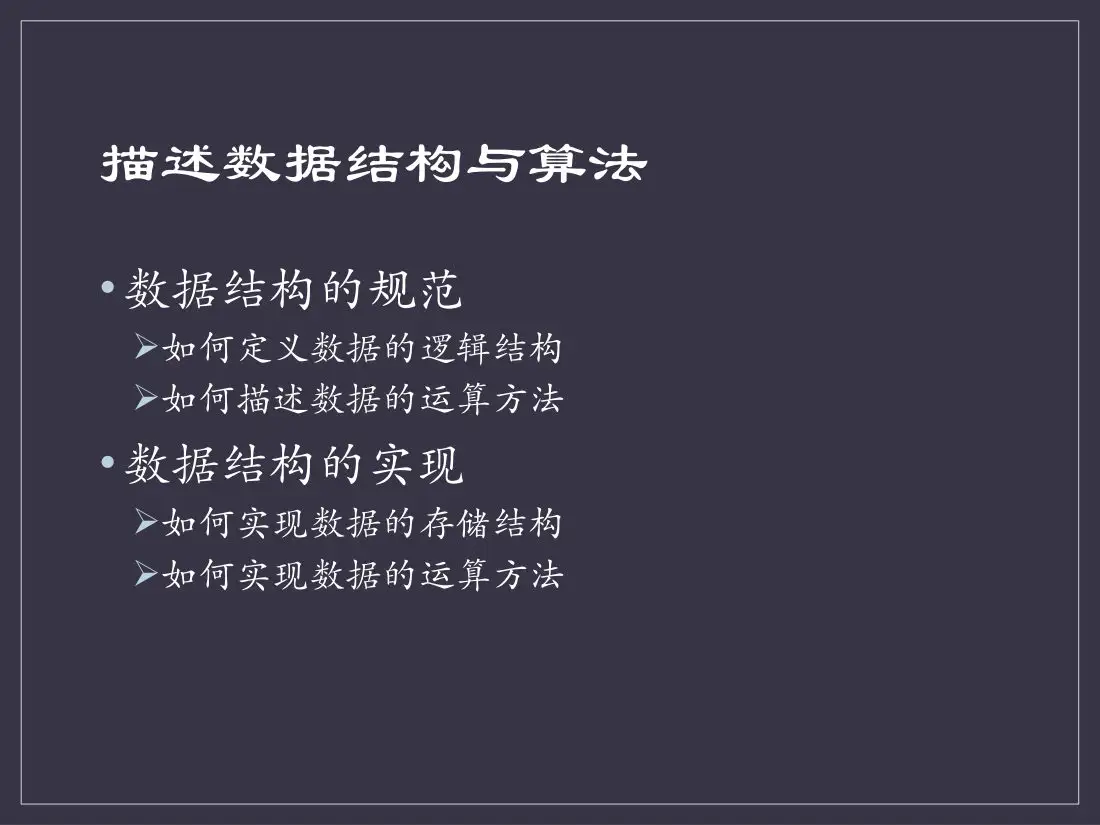 描述数据结构与算法
•数据结构的规范
➢如何定义数据的逻辑结构
➢如何描述数据的运算方法
•数据结构的实现
➢如何实现数据的存储结构
➢如何实现数据的运算方法